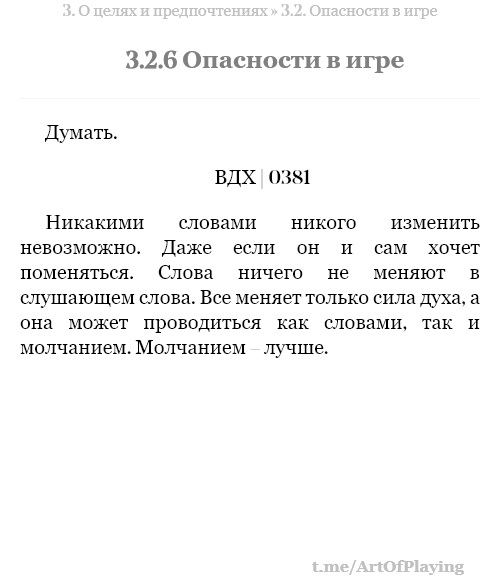 3. О целях и предпочтениях » 3.2. Опасности в игре
3.2.6 Опасности в игре
Думать.
ВДХ | 0381
Никакими словами никого изменить
невозможно. Даже если он и сам хочет
поменяться. Слова ничего не меняют в
слушающем слова. Все меняет только сила духа, а
она может проводиться как словами, так и
молчанием. Молчанием – лучше.
t.me/ArtOfPlaying